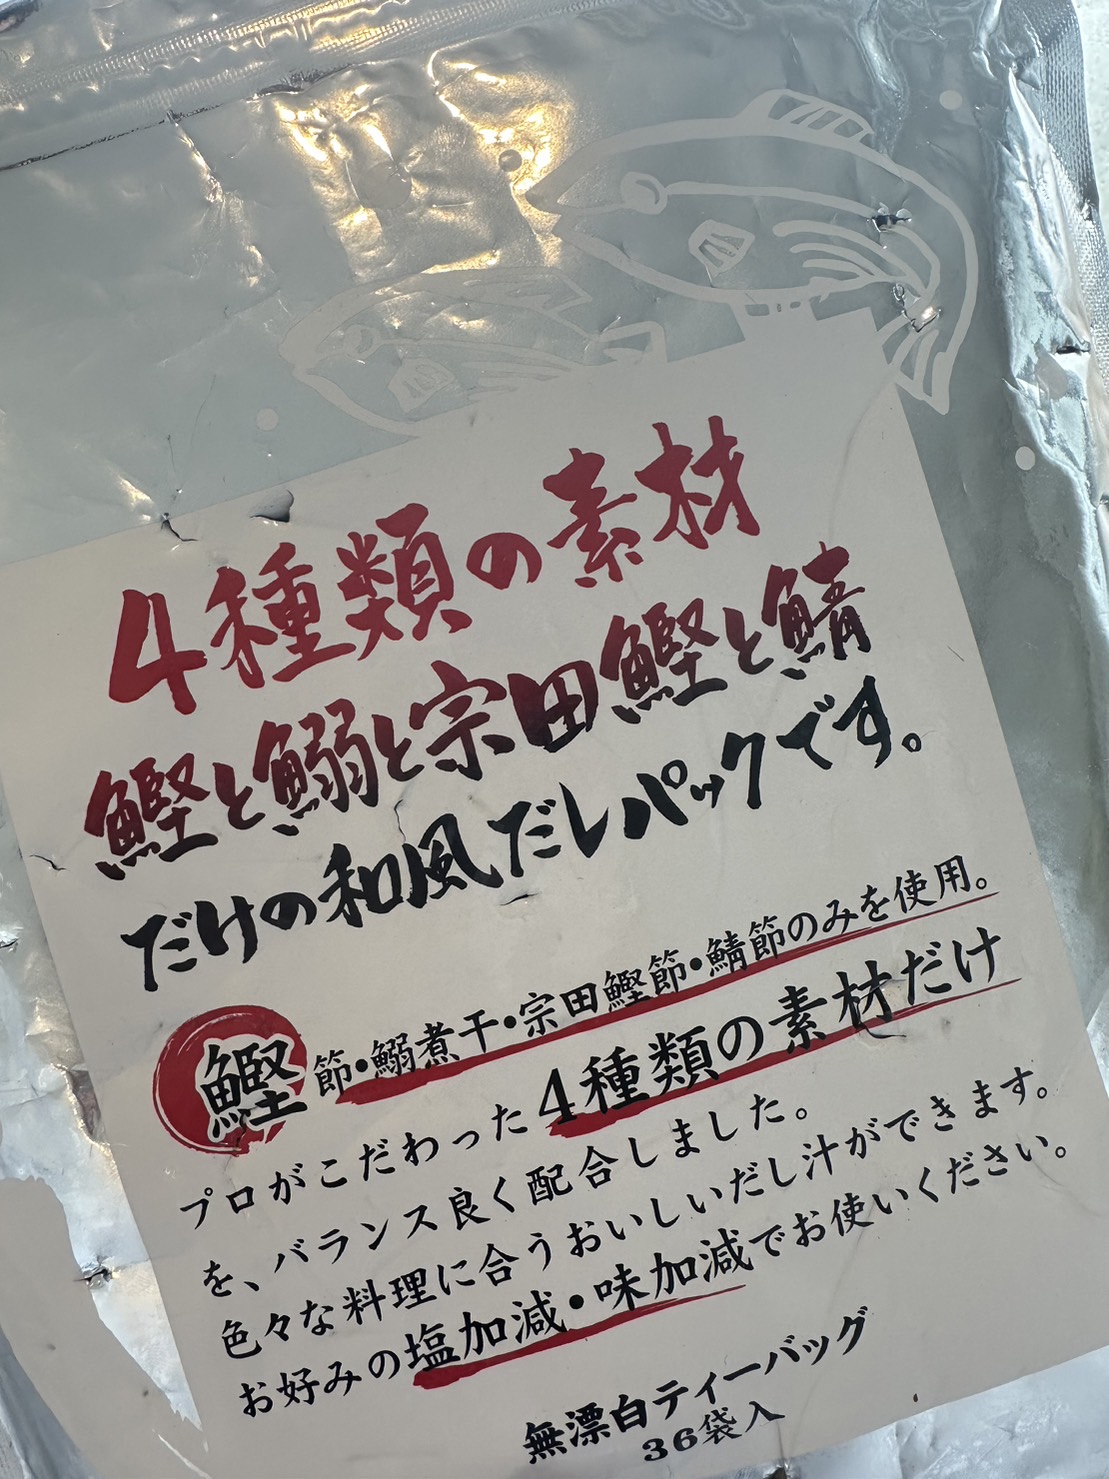 4種類の素材
鰹と鰯と宗田鰹と鯖
だけの和風だしパックです。
鰹節・鰯煮干・宗田鰹節・鯖節のみを使用。
プロがこだわった4種類の素材だけ
を、バランス良く配合しました。
色々な料理に合うおいしいだし汁ができます。
お好みの塩加減・味加減でお使いください。
無漂白ティーバッグ
36袋入